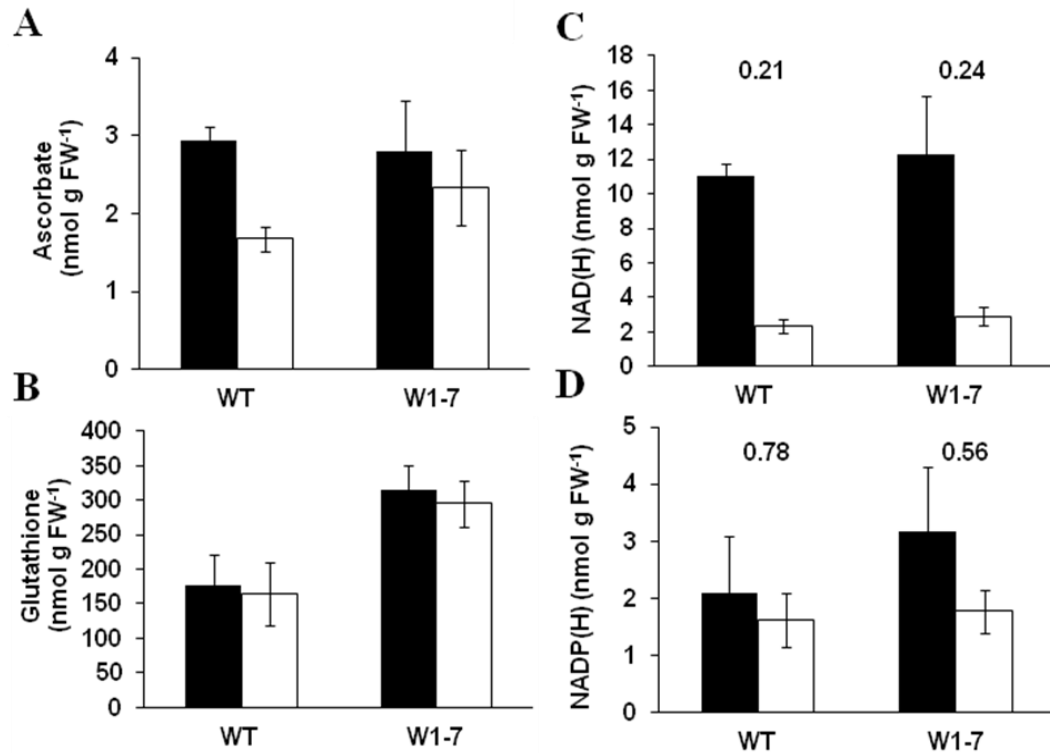 A
Ascorbate
(nmol g FW⁻¹)
4
3
2
1
0
WT
W1-7
B
Glutathione
(nmol g FW⁻¹)
400
350
300
250
200
150
100
50
0
WT
W1-7
C
NAD(H) (nmol g FW⁻¹)
18
16
14
12
10
8
6
4
2
0
0.21
0.24
WT
W1-7
D
NADP(H) (nmol g FW⁻¹)
5
4
3
2
1
0
0.78
0.56
WT
W1-7